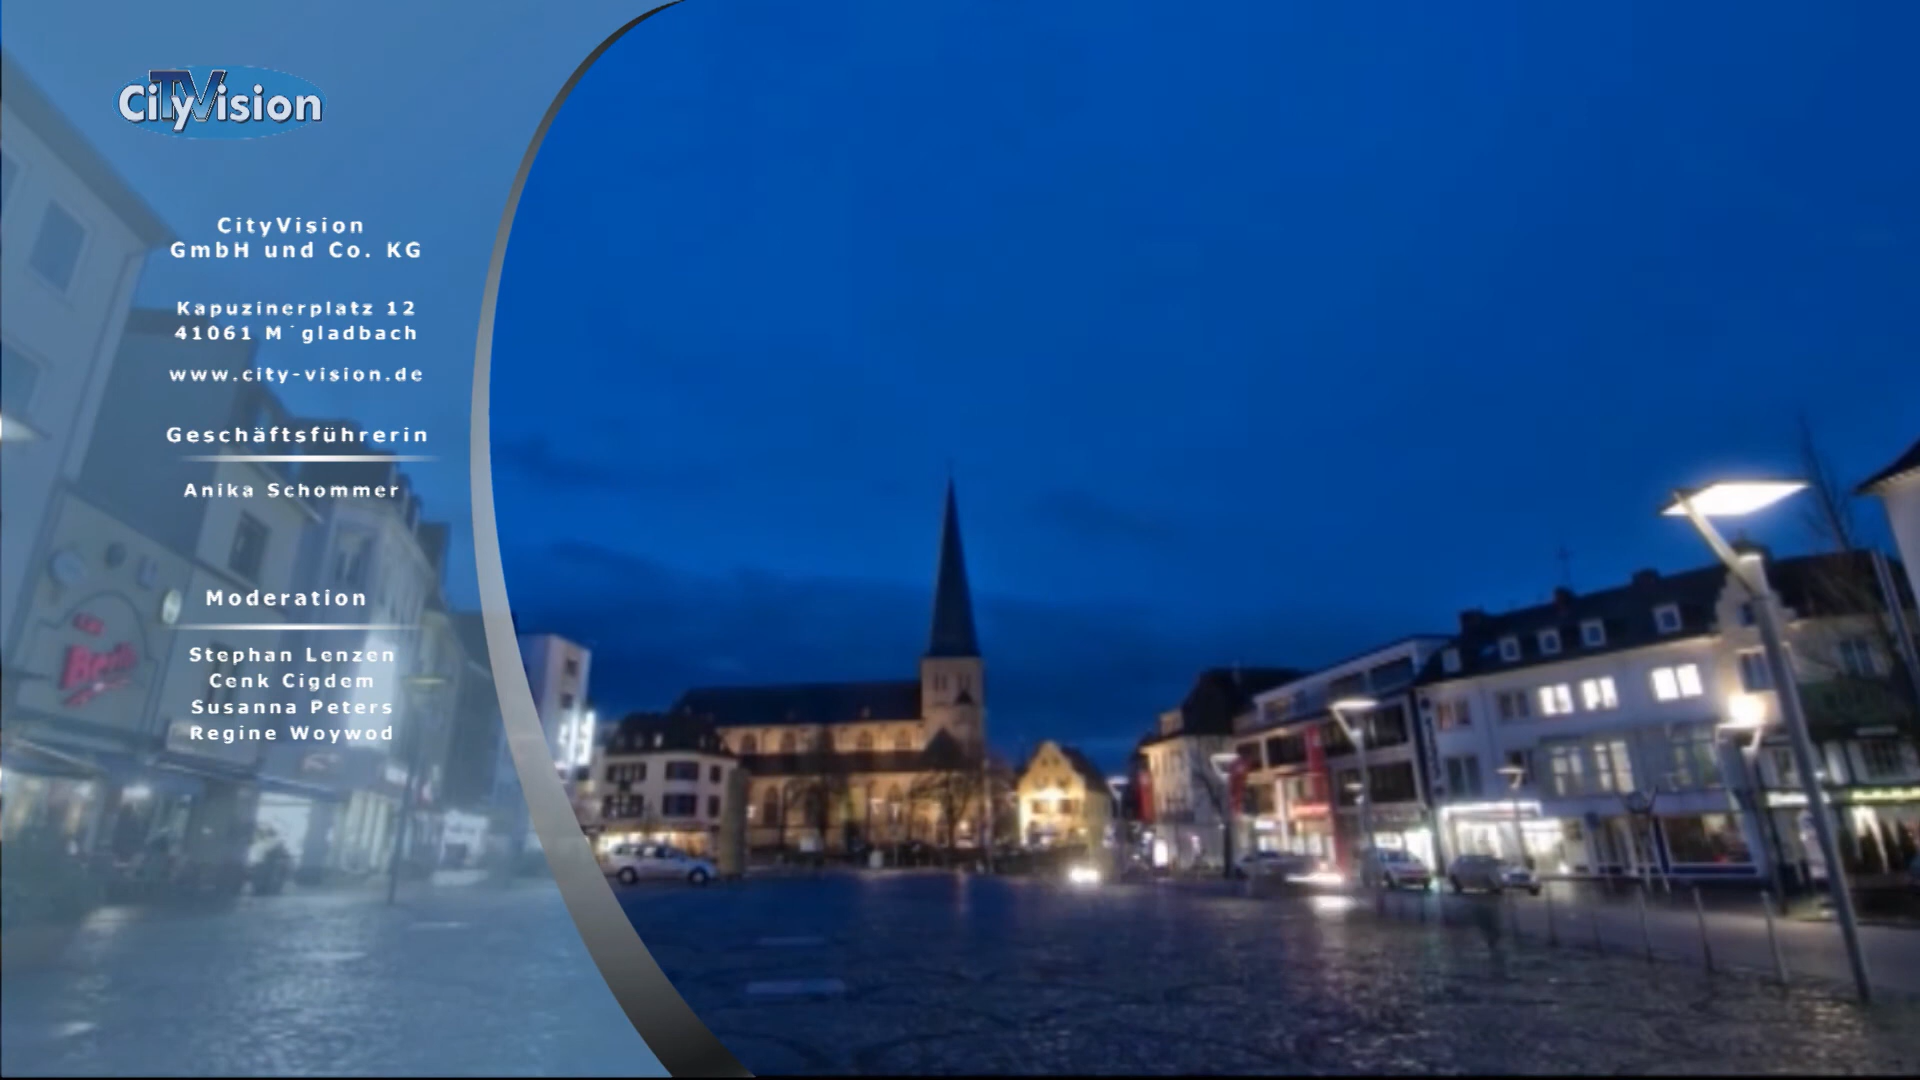 CityVision
CityVision
GmbH und Co. KG
Kapuzinerplatz 12
41061 M´gladbach
www.city-vision.de
Geschäftsführerin
Anika Schommer
Moderation
Stephan Lenzen
Cenk Cigdem
Susanna Peters
Regine Woywod